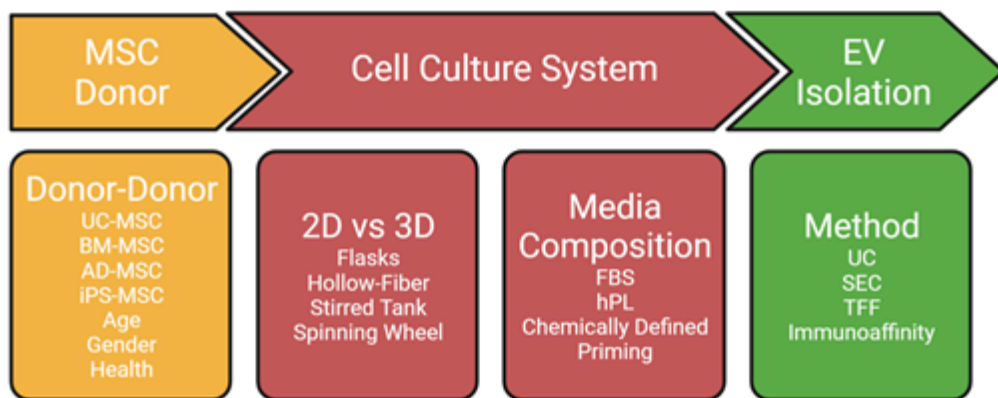 MSC
Donor
Cell Culture System
EV
Isolation
Donor-Donor
UC-MSC
BM-MSC
AD-MSC
iPS-MSC
Age
Gender
Health
2D vs 3D
Flasks
Hollow-Fiber
Stirred Tank
Spinning Wheel
Media
Composition
FBS
hPL
Chemically Defined
Priming
Method
UC
SEC
TFF
Immunoaffinity